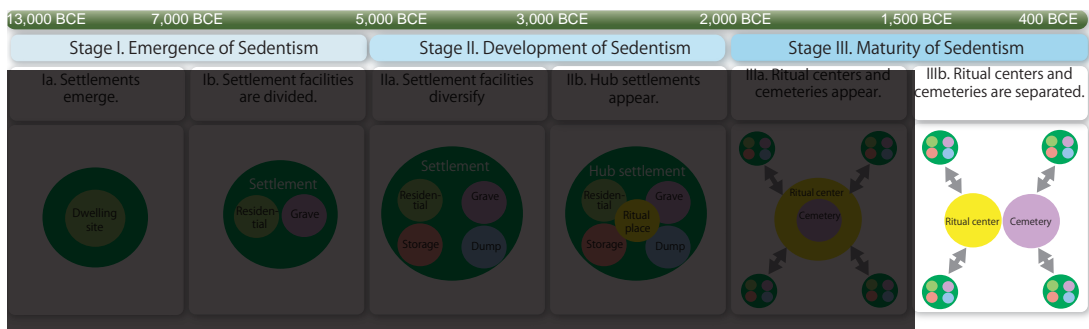 13,000 BCE 7,000 BCE 5,000 BCE 3,000 BCE 2,000 BCE 1,500 BCE 400 BCE
Stage I. Emergence of Sedentism Stage II. Development of Sedentism Stage III. Maturity of Sedentism
Ia. Settlements
emerge.
Ib. Settlement facilities
are divided.
IIa. Settlement facilities
diversify
IIb. Hub settlements
appear.
IIIa. Ritual centers and
cemeteries appear.
IIIb. Ritual centers and
cemeteries are separated.
Dwelling
site
Settlement
Residen-
tial
Grave
Settlement
Residen-
tial
Grave
Storage
Dump
Hub settlement
Residen-
tial
Grave
Ritual
place
Storage
Dump
Ritual center
Cemetery
Ritual center
Cemetery